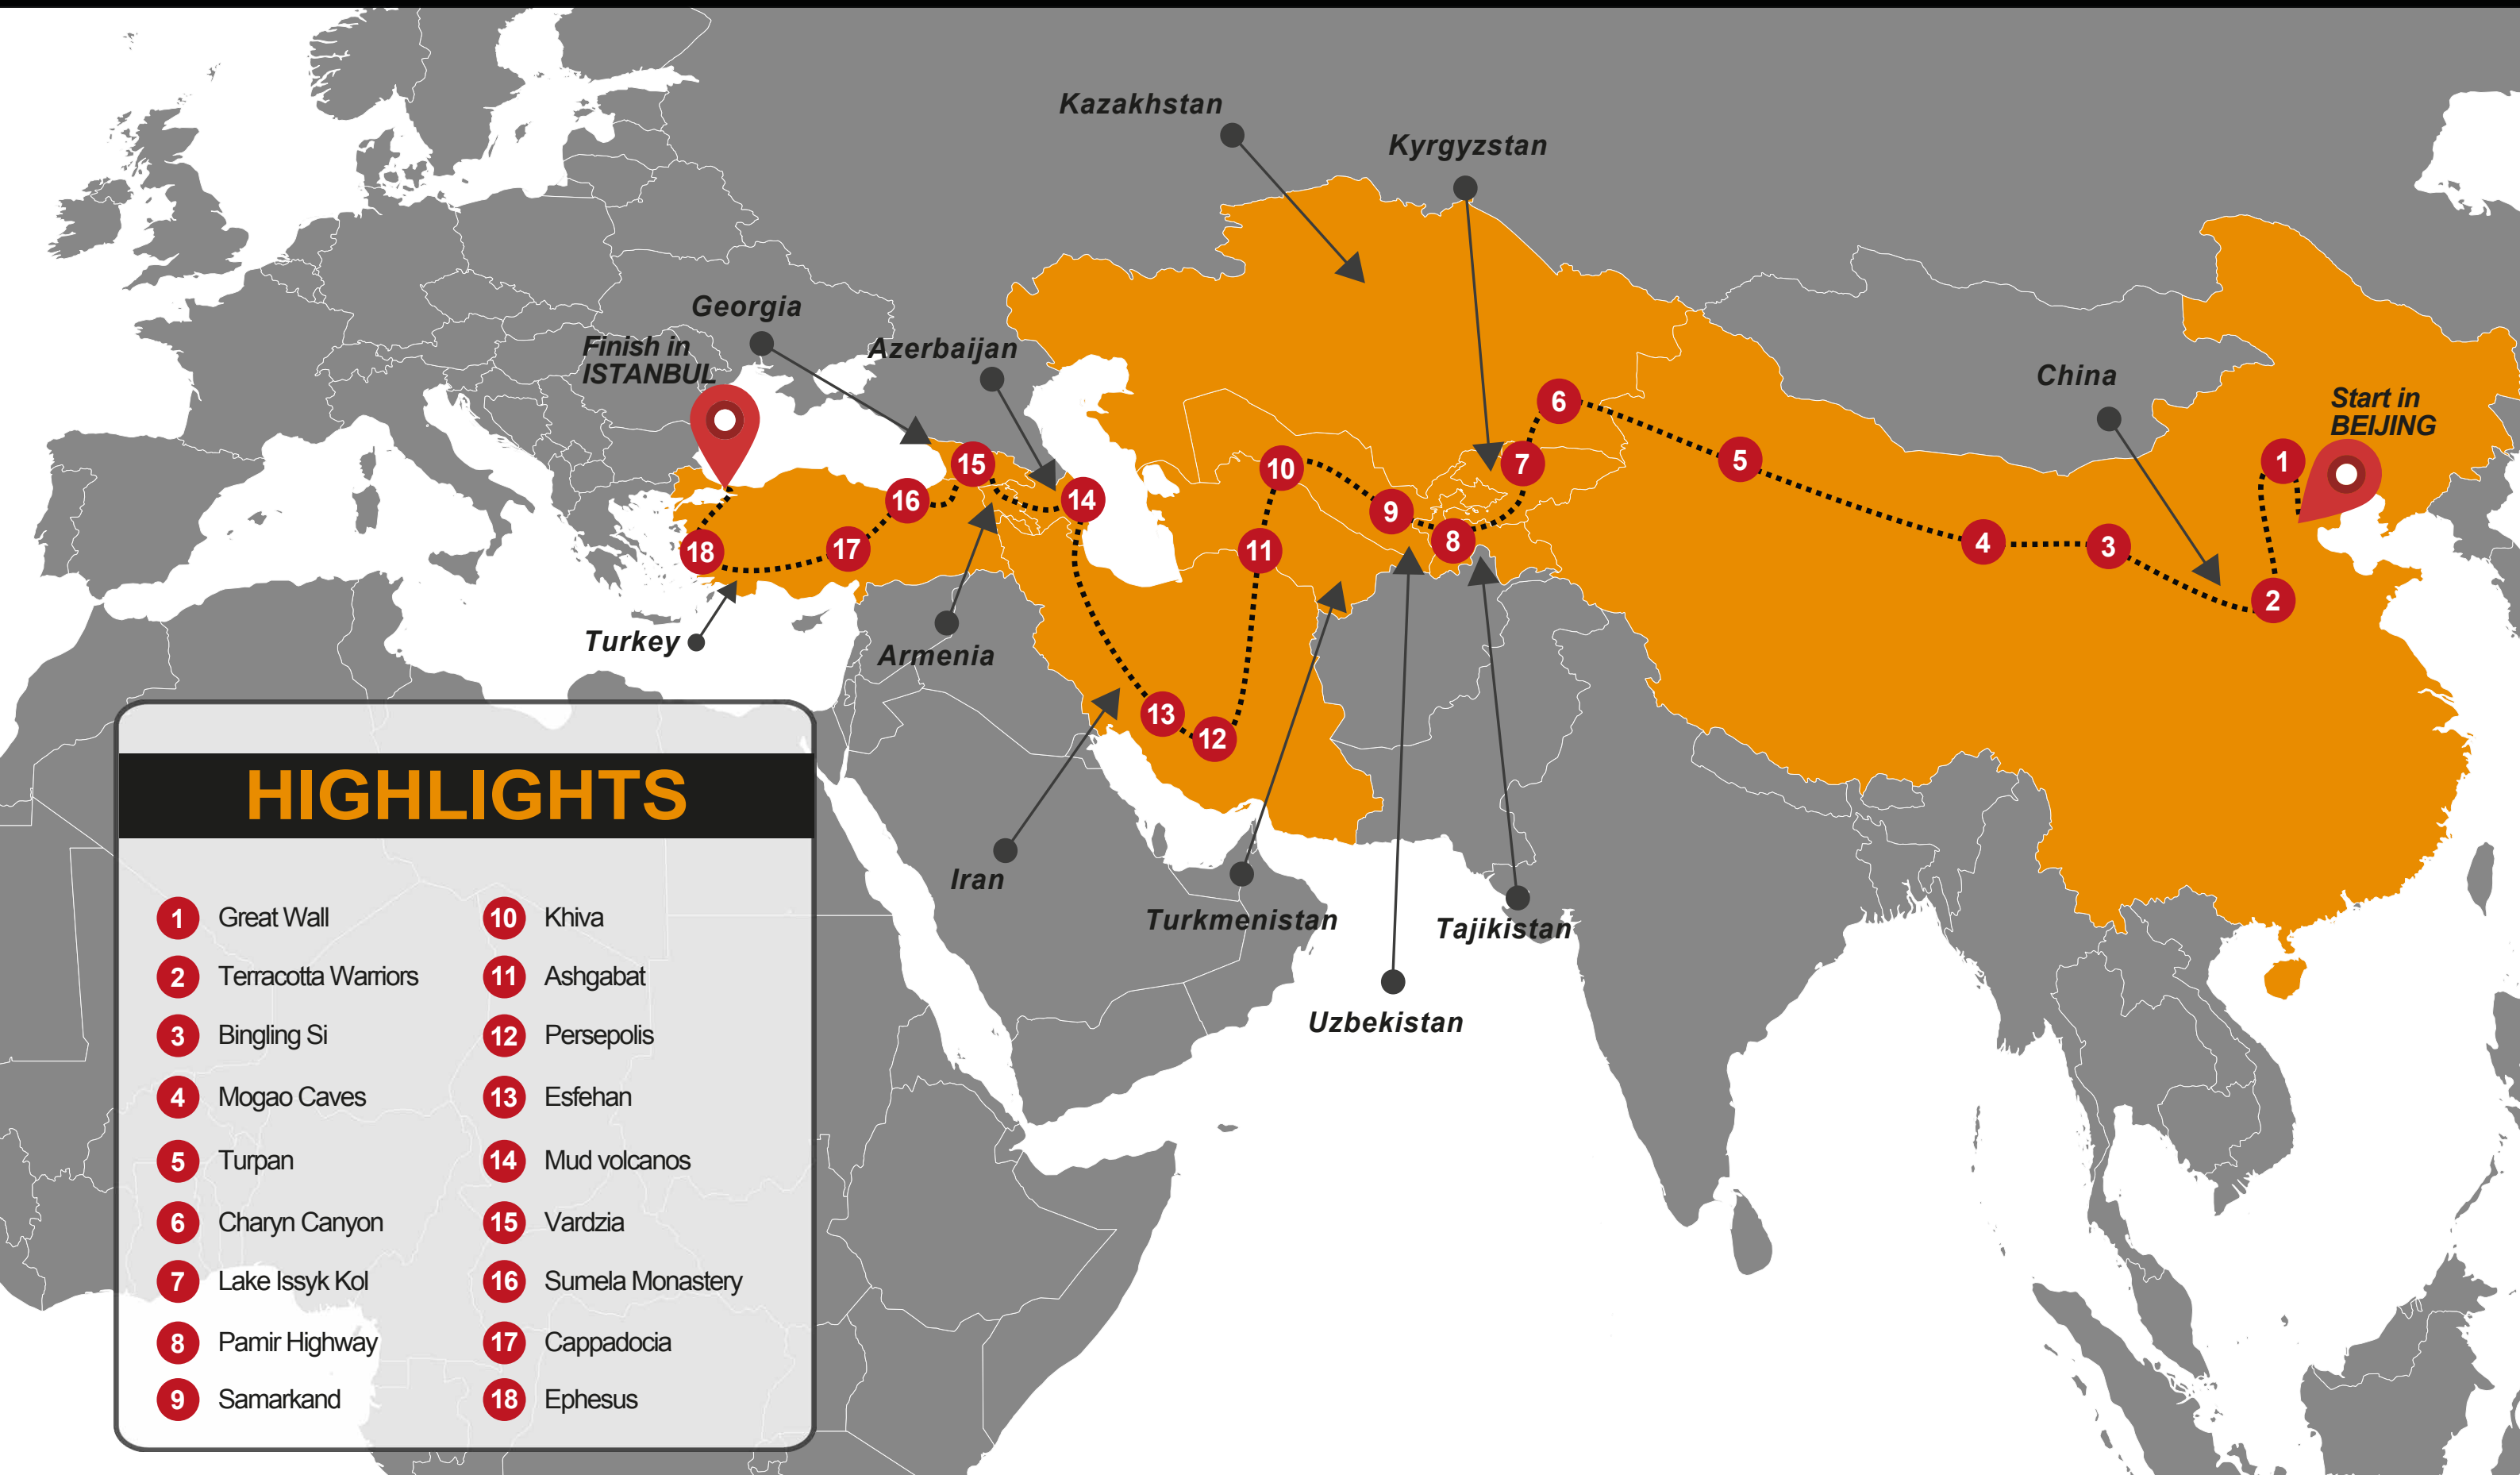 Kazakhstan
Kyrgyzstan
Georgia
Finish in
ISTANBUL
Azerbaijan
China
Start in
BEIJING
6
15
10
7
5
1
14
16
9
18
17
11
8
4
3
2
Turkey
Armenia
13
12
Iran
Turkmenistan
Tajikistan
Uzbekistan
HIGHLIGHTS
1 Great Wall
2 Terracotta Warriors
3 Bingling Si
4 Mogao Caves
5 Turpan
6 Charyn Canyon
7 Lake Issyk Kol
8 Pamir Highway
9 Samarkand
10 Khiva
11 Ashgabat
12 Persepolis
13 Esfehan
14 Mud volcanos
15 Vardzia
16 Sumela Monastery
17 Cappadocia
18 Ephesus